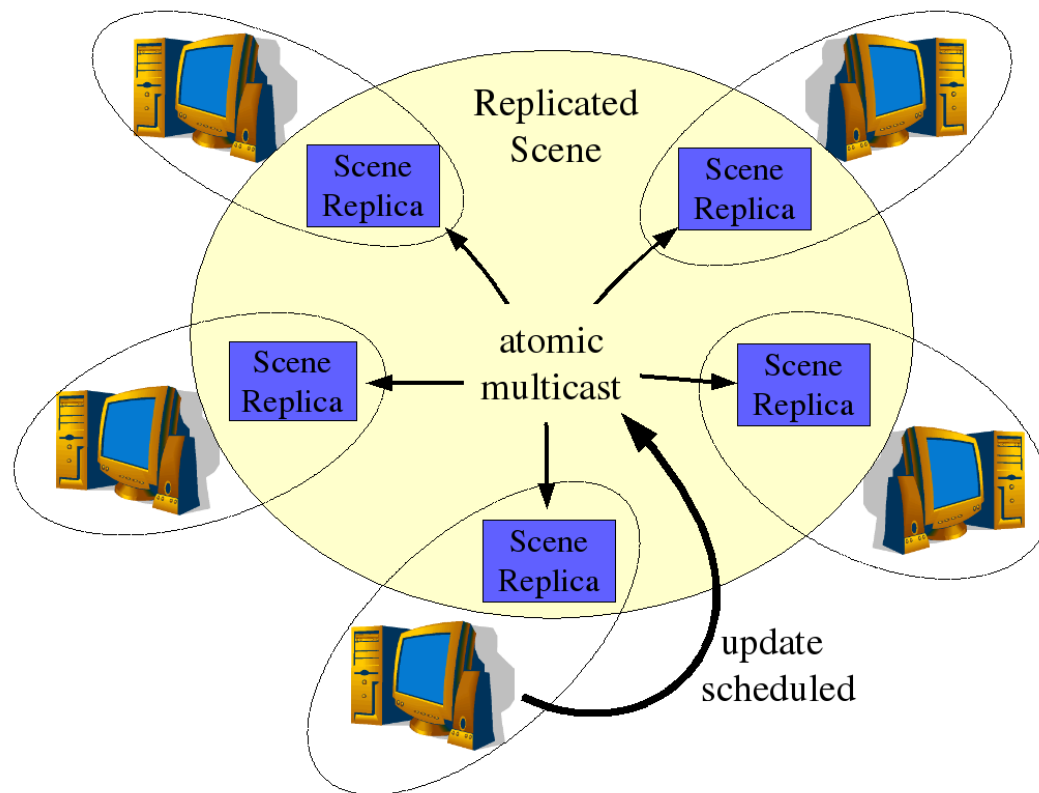 Replicated
Scene
Scene
Replica
Scene
Replica
atomic
multicast
Scene
Replica
Scene
Replica
Scene
Replica
update
scheduled